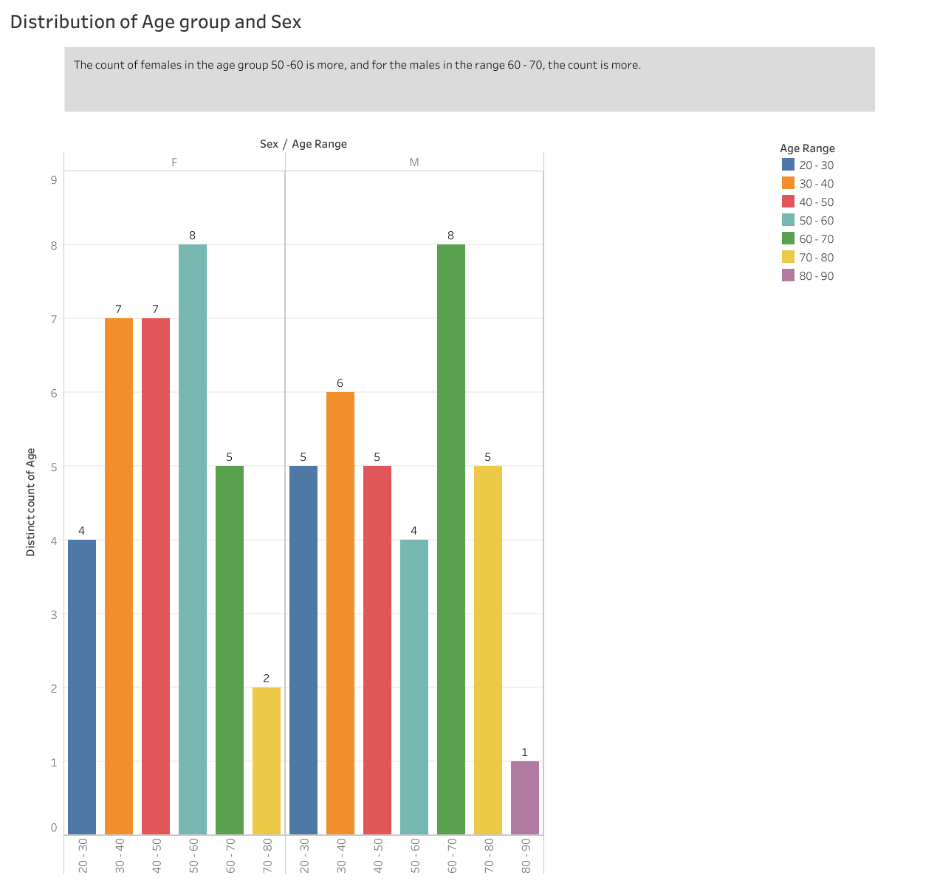 Distribution of Age group and Sex
The count of females in the age group 50 -60 is more, and for the males in the range 60 - 70, the count is more.
Sex / Age Range
F
M
Age Range
20 - 30
30 - 40
40 - 50
50 - 60
60 - 70
70 - 80
80 - 90
Distinct count of Age
9
8
7
6
5
4
3
2
1
0
4
7
7
8
5
2
5
6
5
4
8
5
1
20 - 30
30 - 40
40 - 50
50 - 60
60 - 70
70 - 80
20 - 30
30 - 40
40 - 50
50 - 60
60 - 70
70 - 80
80 - 90